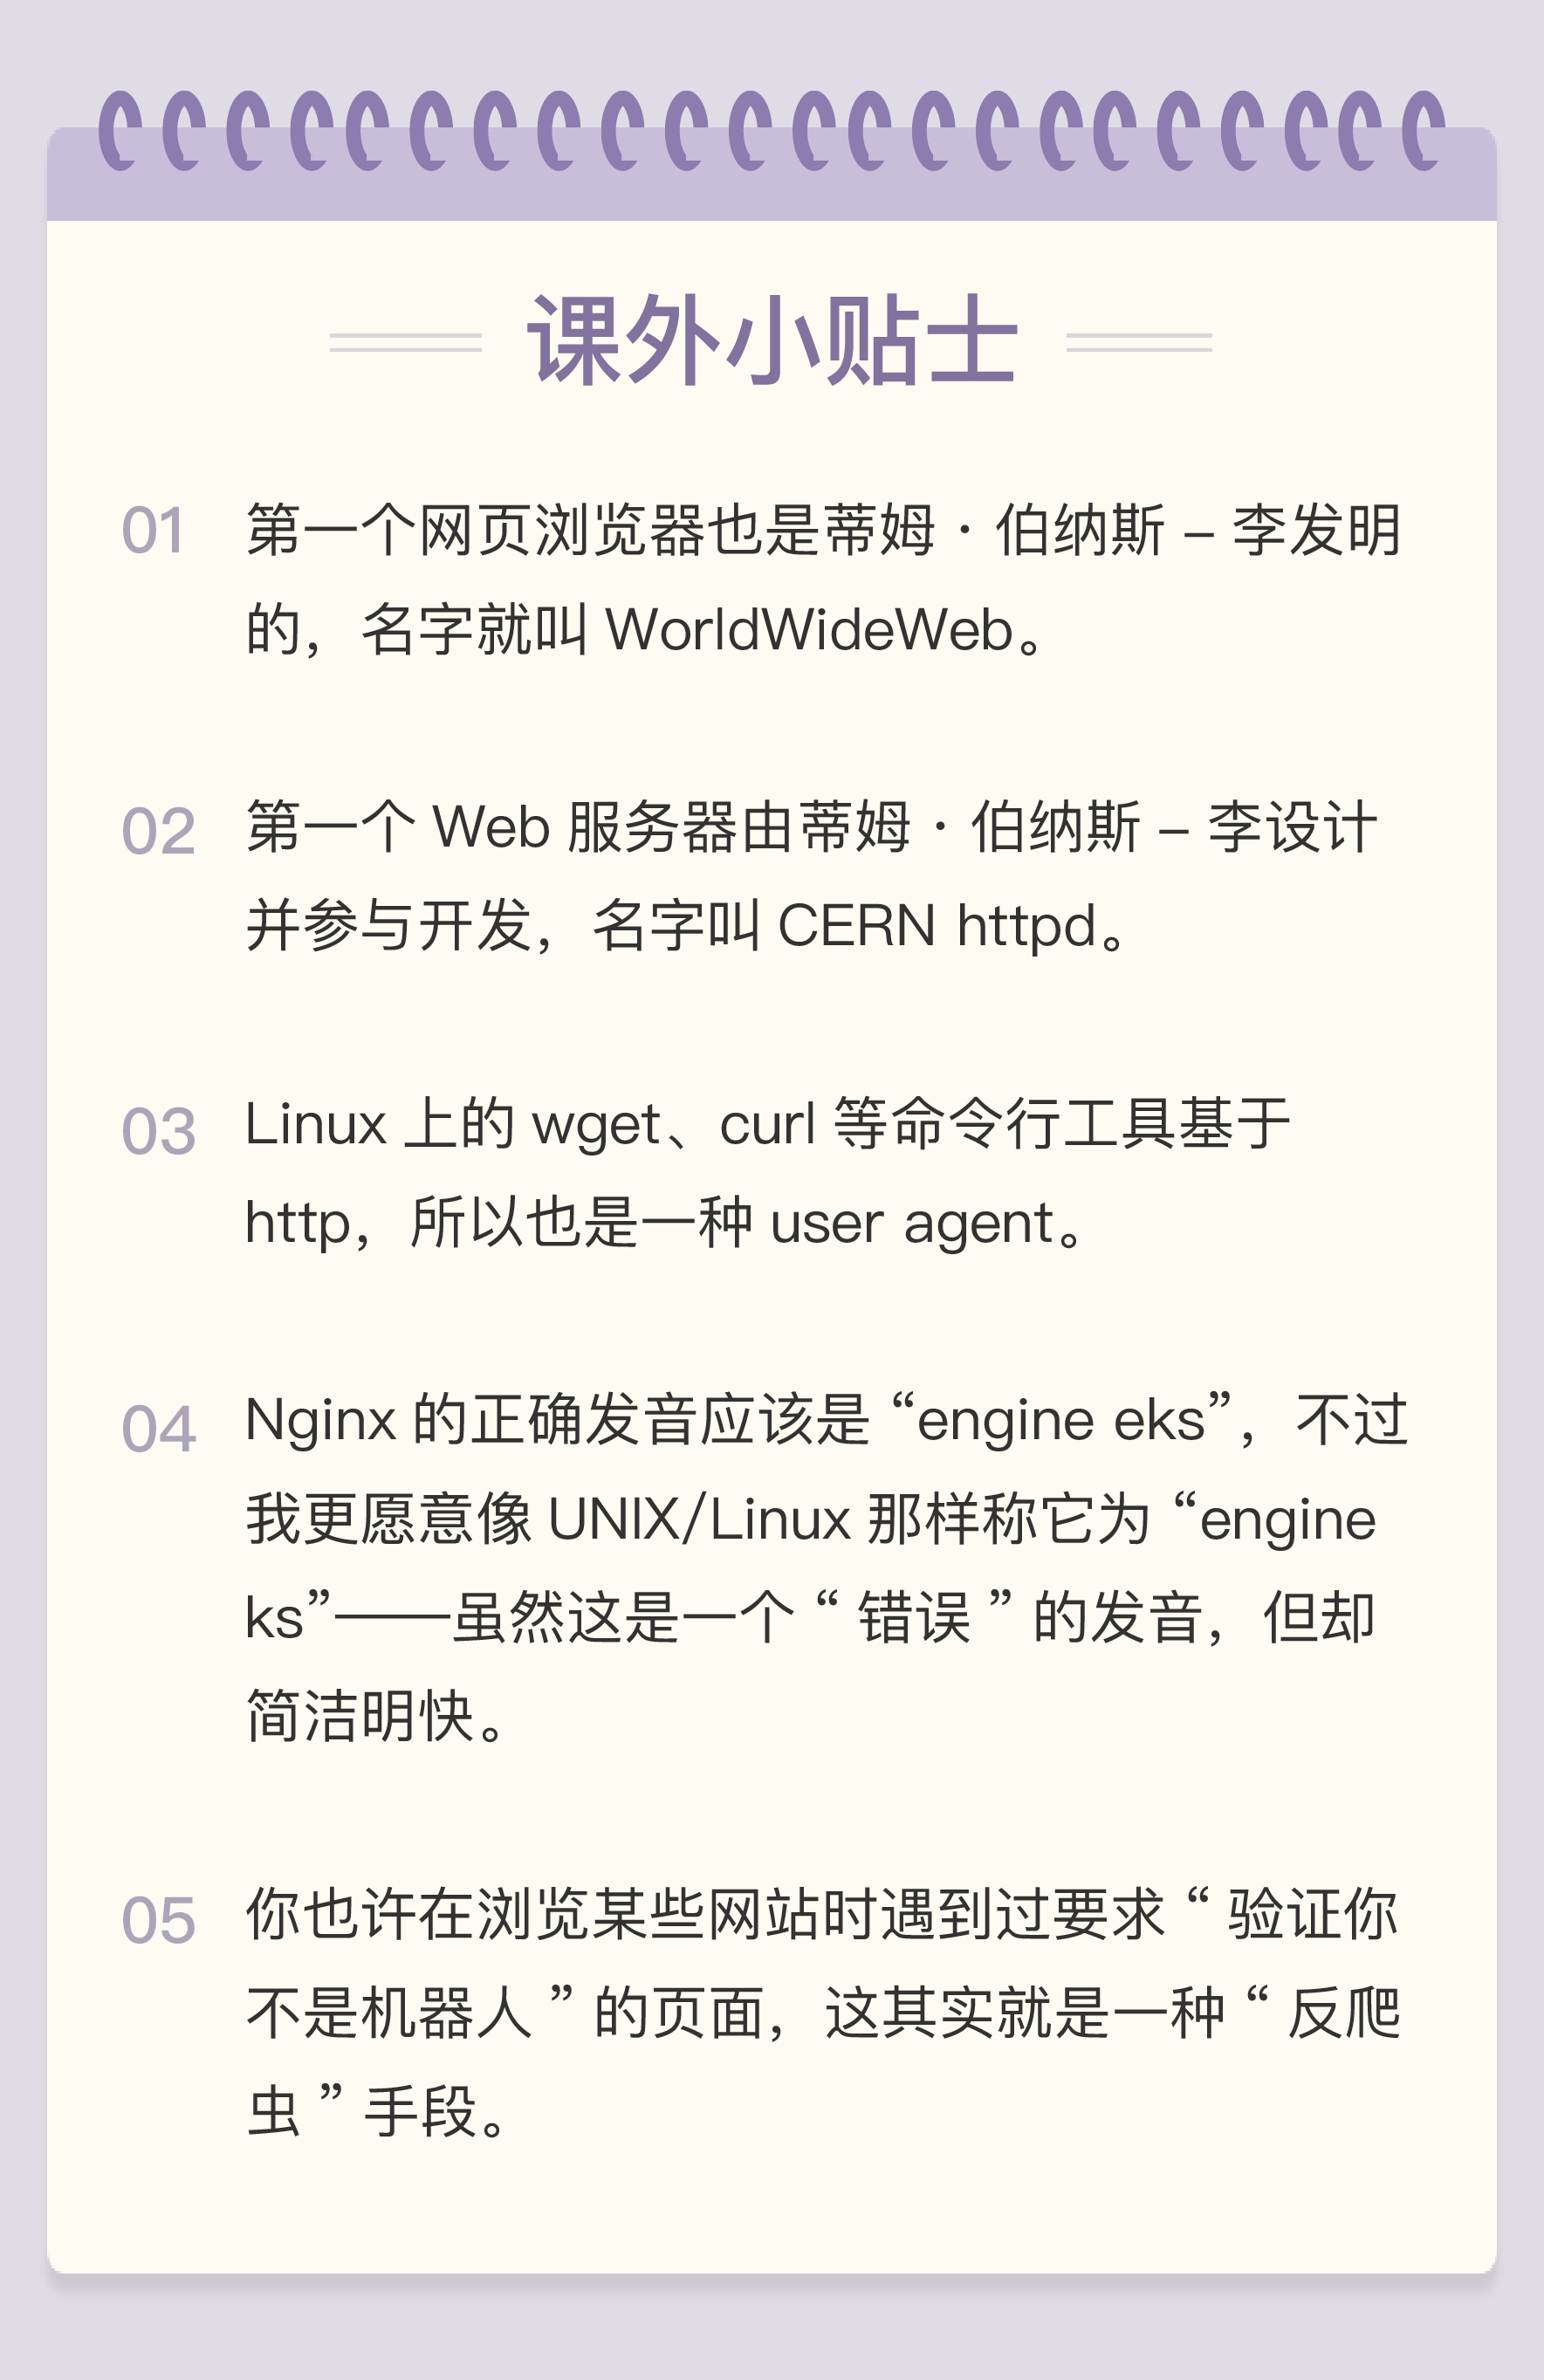 课外小贴士
01 第一个网页浏览器也是蒂姆·伯纳斯–李发明
的，名字就叫 WorldWideWeb。
02 第一个 Web 服务器由蒂姆·伯纳斯–李设计
并参与开发，名字叫 CERN httpd。
03 Linux 上的 wget、curl 等命令行工具基于
http，所以也是一种 user agent。
04 Nginx 的正确发音应该是 “engine eks”，不过
我更愿意像 UNIX/Linux 那样称它为 “engine
ks”——虽然这是一个 “ 错误 ” 的发音，但却
简洁明快。
05 你也许在浏览某些网站时遇到过要求 “ 验证你
不是机器人 ” 的页面，这其实就是一种 “ 反爬
虫 ” 手段。